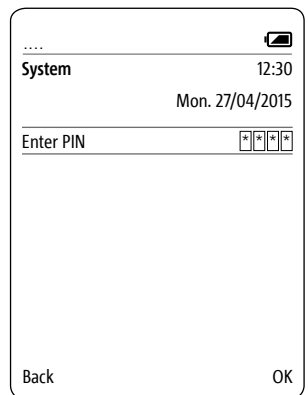 ....
System 12:30
Mon. 27/04/2015
Enter PIN ****
Back OK